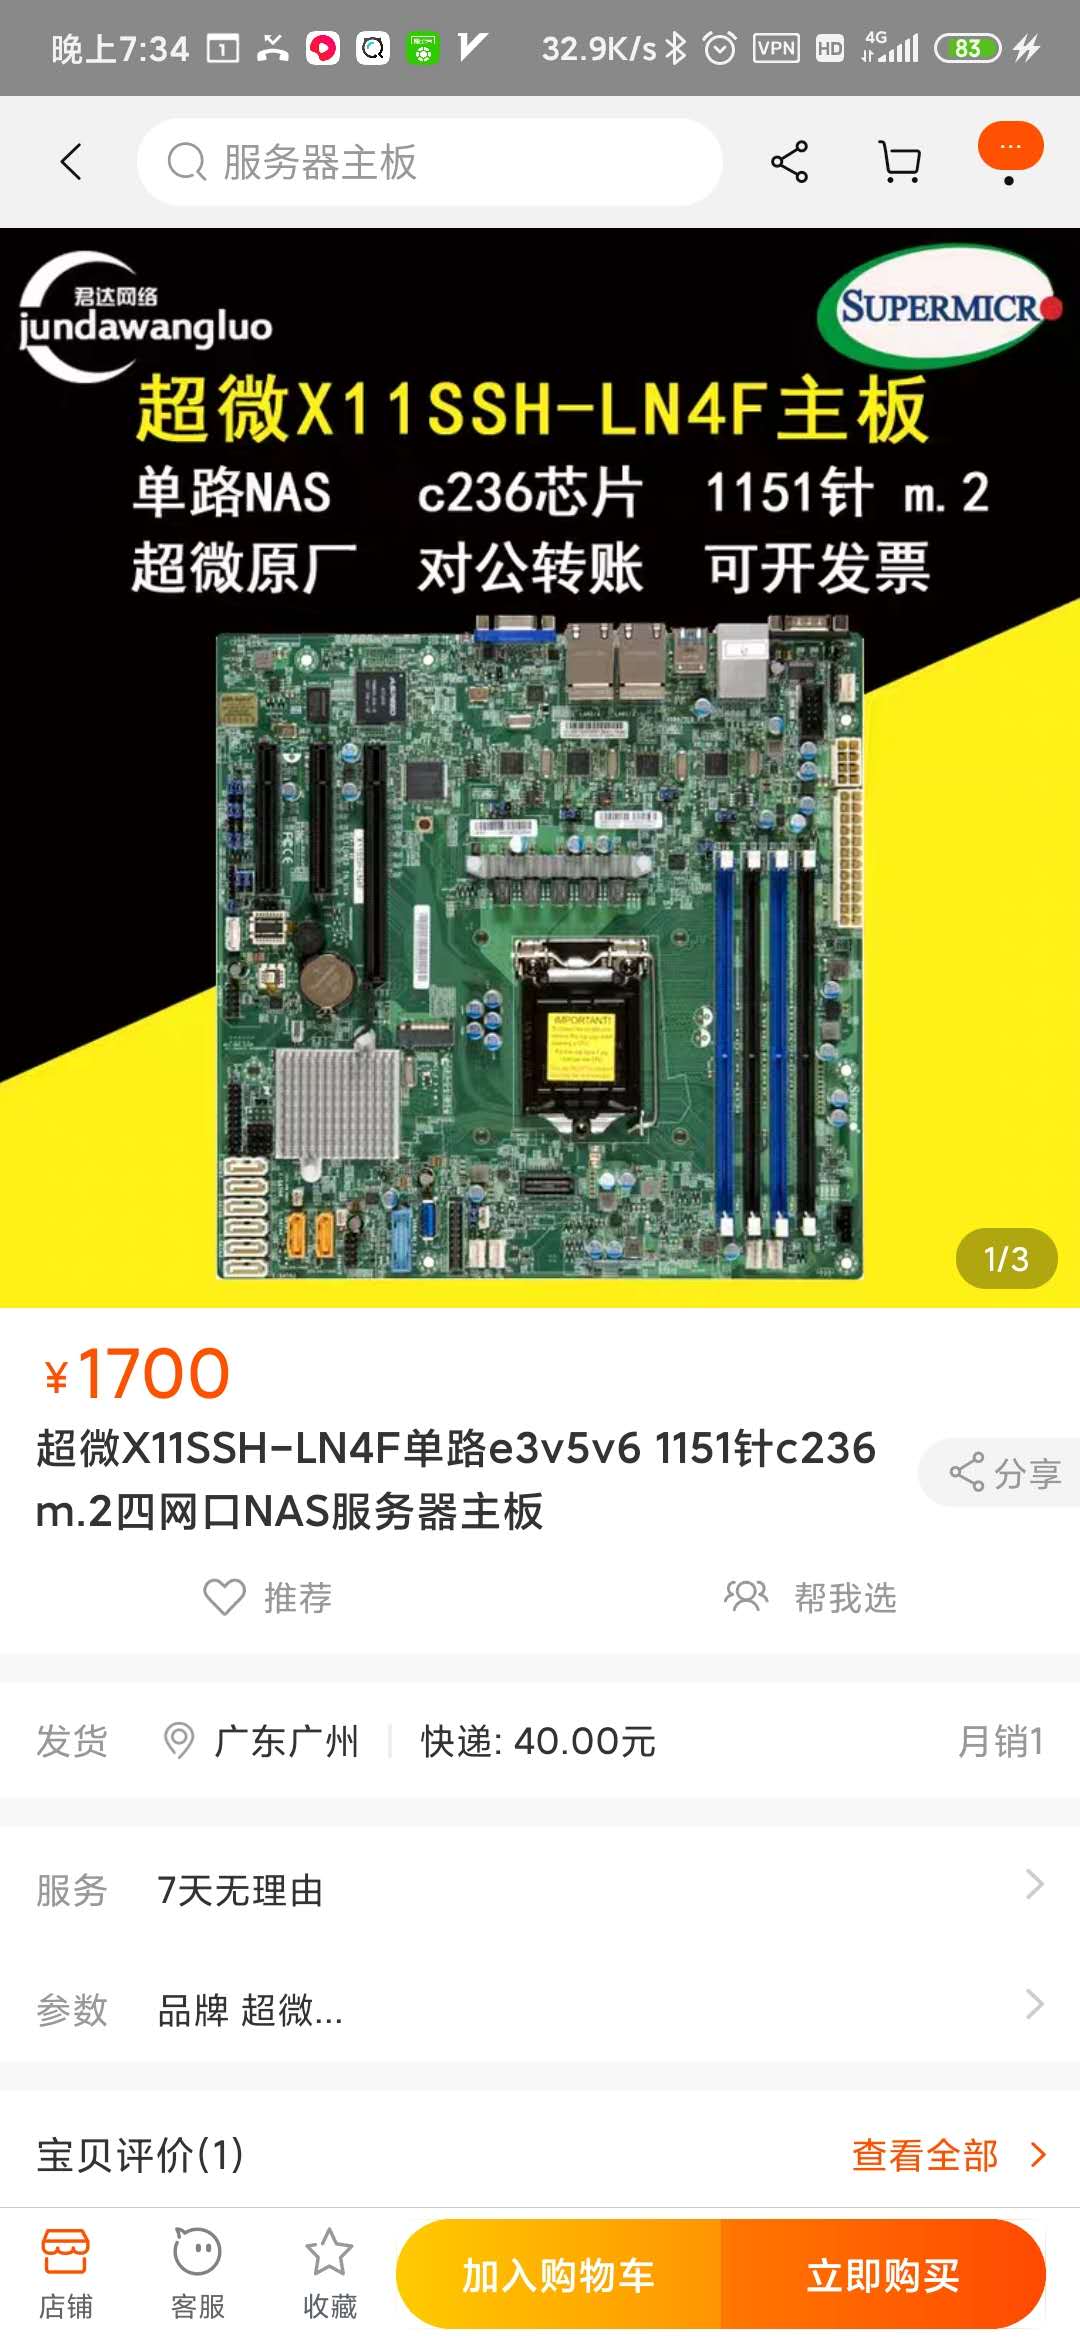 晚上7:34
1
32.9K/s
VPN
HD
4G
83
服务器主板
君达网络
jundawangluo
SUPERMICR
超微X11SSH-LN4F主板
单路NAS c236芯片 1151针 m.2
超微原厂 对公转账 可开发票
IMPORTANT!
1/3
¥1700
超微X11SSH-LN4F单路e3v5v6 1151针c236
m.2四网口NAS服务器主板
分享
推荐
帮我选
发货 广东广州 快递: 40.00元 月销1
服务 7天无理由
参数 品牌 超微...
宝贝评价(1) 查看全部
店铺
客服
收藏
加入购物车
立即购买